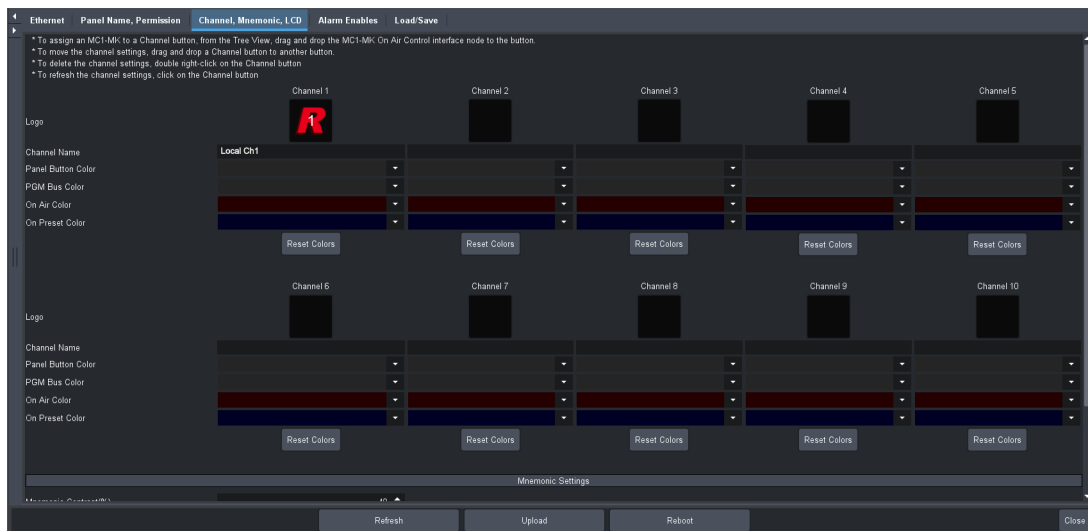 Ethernet Panel Name, Permission Channel, Mnemonic, LCD Alarm Enables Load/Save
* To assign an MC1-MK to a Channel button, from the Tree View, drag and drop the MC1-MK On Air Control interface node to the button.
* To move the channel settings, drag and drop a Channel button to another button.
* To delete the channel settings, double right-click on the Channel button
* To refresh the channel settings, click on the Channel button
Channel 1 Channel 2 Channel 3 Channel 4 Channel 5
Logo R 1
Channel Name Local Ch1
Panel Button Color
PGM Bus Color
On Air Color
On Preset Color
Reset Colors Reset Colors Reset Colors Reset Colors Reset Colors
Channel 6 Channel 7 Channel 8 Channel 9 Channel 10
Logo
Channel Name
Panel Button Color
PGM Bus Color
On Air Color
On Preset Color
Reset Colors Reset Colors Reset Colors Reset Colors Reset Colors
Mnemonic Settings
Mnemonic Contrast(%) 40
Refresh Upload Reboot Close